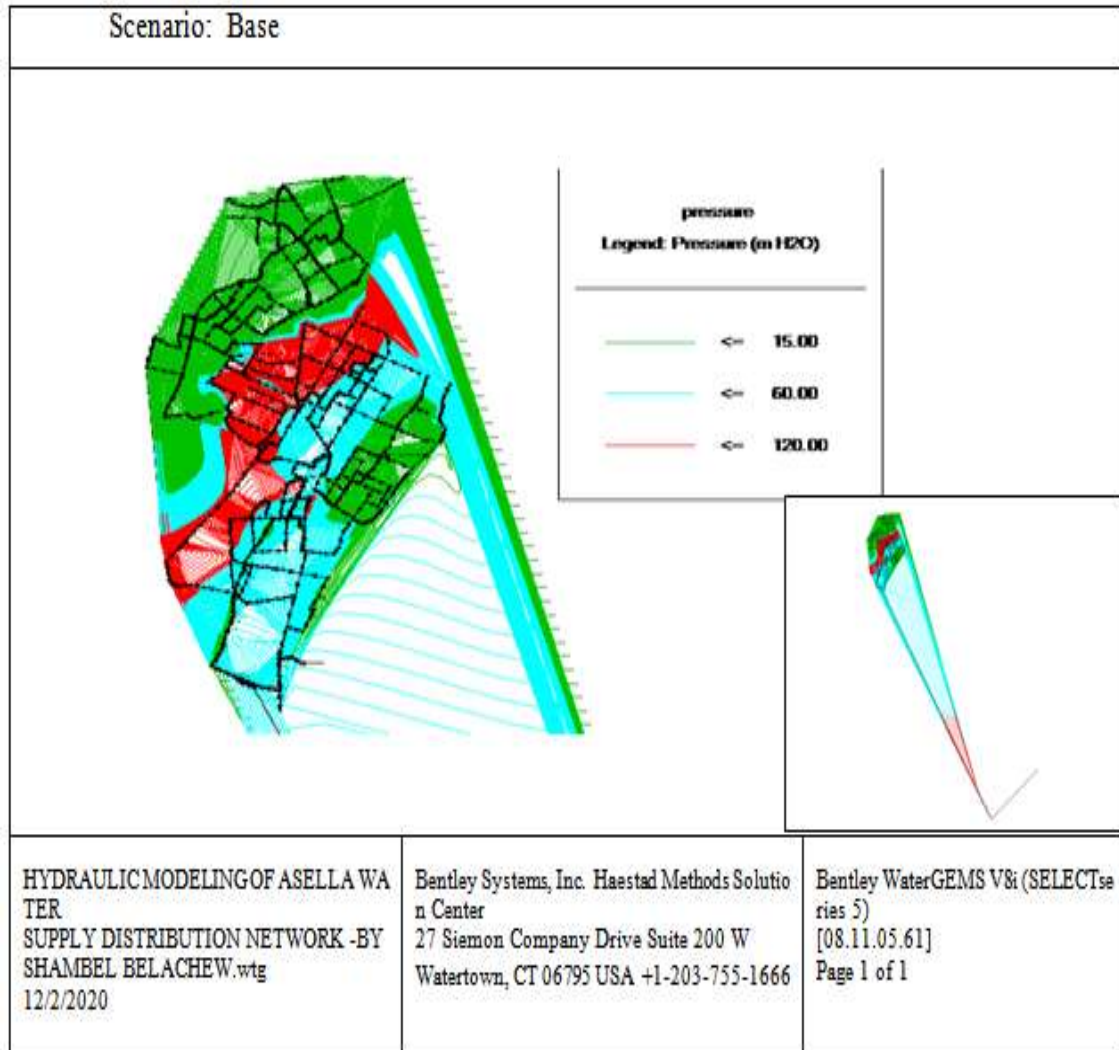 Scenario: Base
pressure
Legend: Pressure (m H2O)
<= 15.00
<= 60.00
<= 120.00
HYDRAULIC MODELING OF ASELLA WA
TER
SUPPLY DISTRIBUTION NETWORK -BY
SHAMBEL BELACHEW.wtg
12/2/2020
Bentley Systems, Inc. Haestad Methods Solutio
n Center
27 Siemon Company Drive Suite 200 W
Watertown, CT 06795 USA +1-203-755-1666
Bentley WaterGEMS V8i (SELECTse
ries 5)
[08.11.05.61]
Page 1 of 1